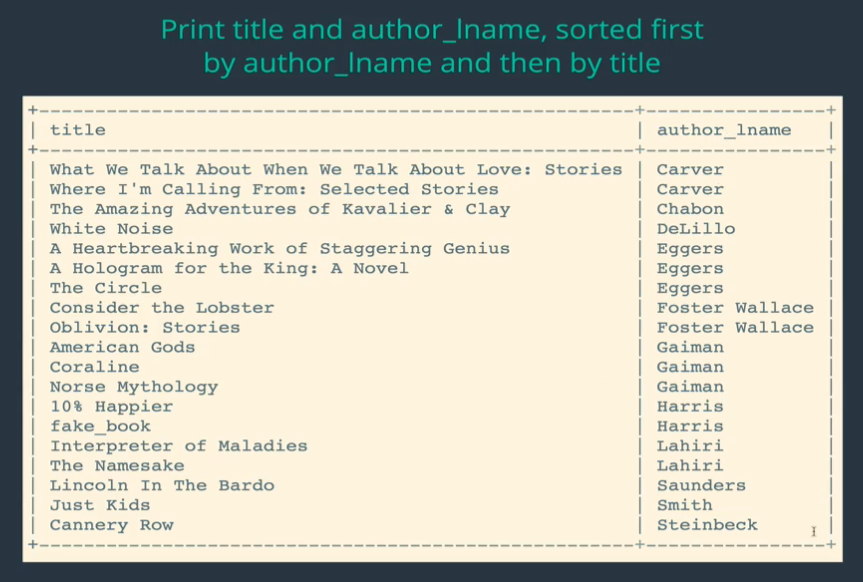 Print title and author_lname, sorted first
by author_lname and then by title
+-----------------------------------------------------+----------------+
| title | author_lname |
+-----------------------------------------------------+----------------+
| What We Talk About When We Talk About Love: Stories | Carver |
| Where I'm Calling From: Selected Stories | Carver |
| The Amazing Adventures of Kavalier & Clay | Chabon |
| White Noise | DeLillo |
| A Heartbreaking Work of Staggering Genius | Eggers |
| A Hologram for the King: A Novel | Eggers |
| The Circle | Eggers |
| Consider the Lobster | Foster Wallace |
| Oblivion: Stories | Foster Wallace |
| American Gods | Gaiman |
| Coraline | Gaiman |
| Norse Mythology | Gaiman |
| 10% Happier | Harris |
| fake_book | Harris |
| Interpreter of Maladies | Lahiri |
| The Namesake | Lahiri |
| Lincoln In The Bardo | Saunders |
| Just Kids | Smith |
| Cannery Row | Steinbeck |
+-----------------------------------------------------+----------------+